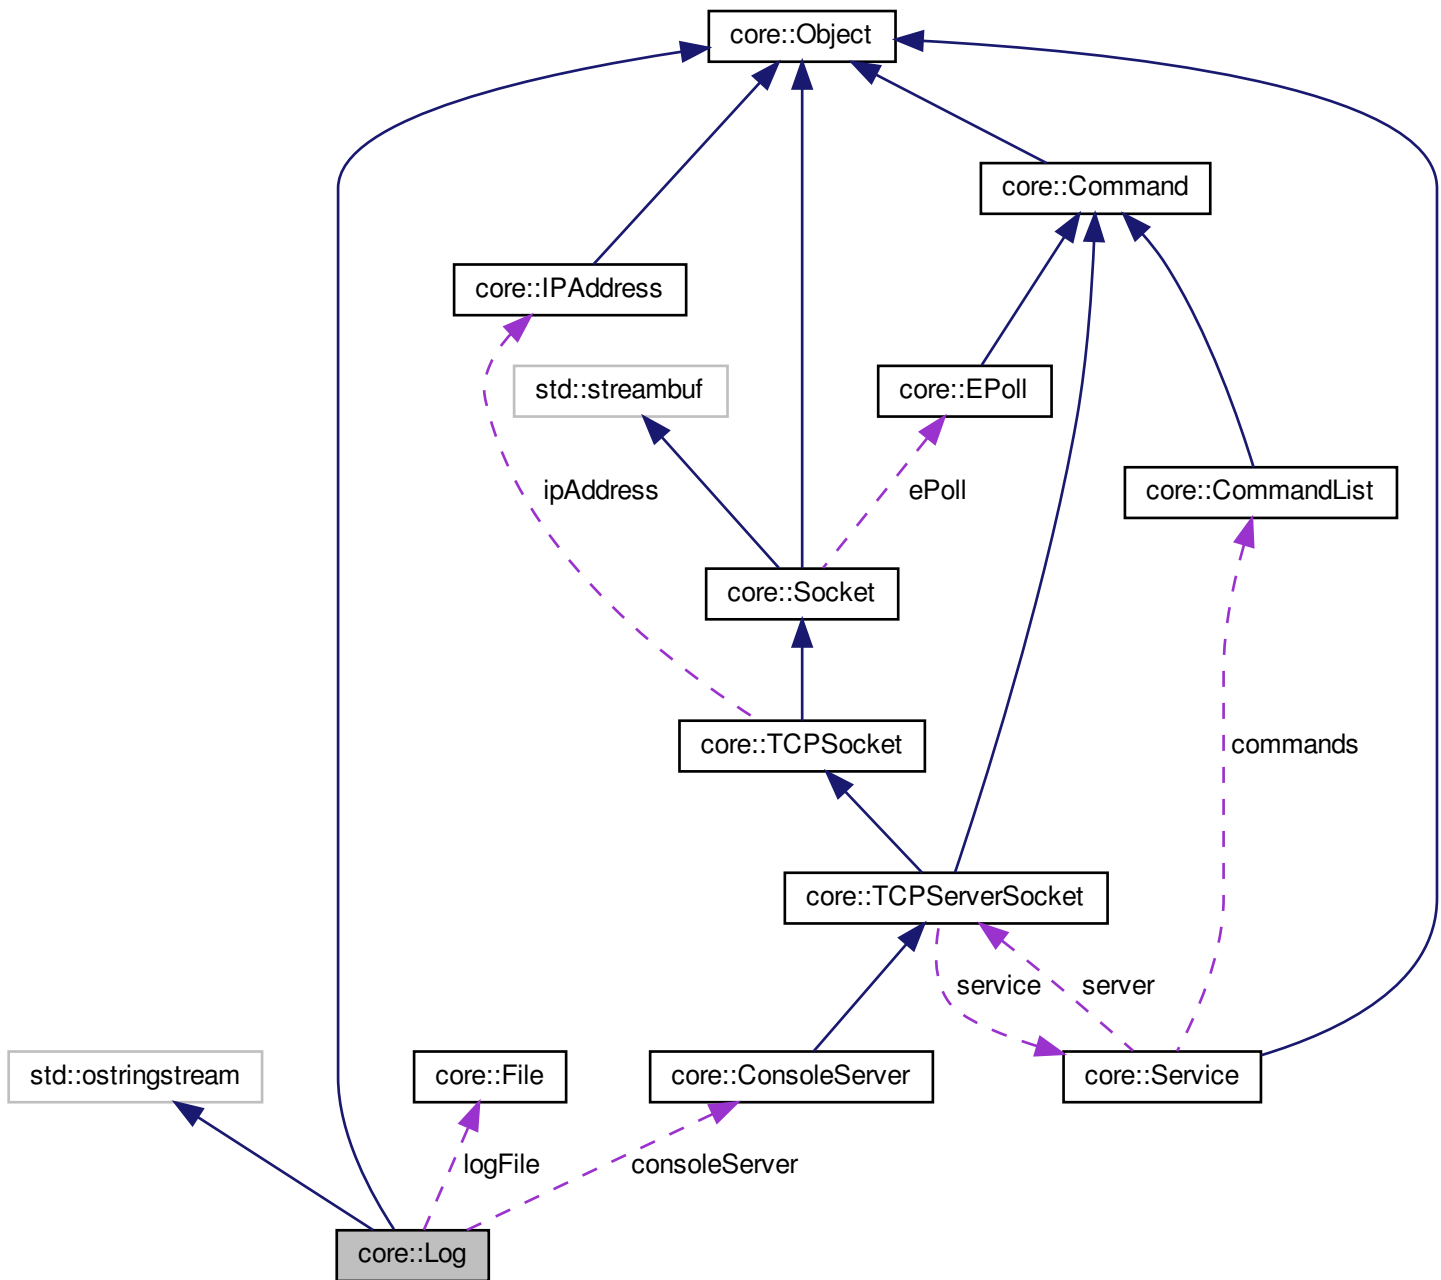 core::Object
core::Command
core::IPAddress
std::streambuf
core::EPoll
ipAddress
ePoll
core::CommandList
core::Socket
core::TCPSocket
commands
core::TCPServerSocket
service
server
std::ostringstream
core::File
core::ConsoleServer
core::Service
logFile
consoleServer
core::Log